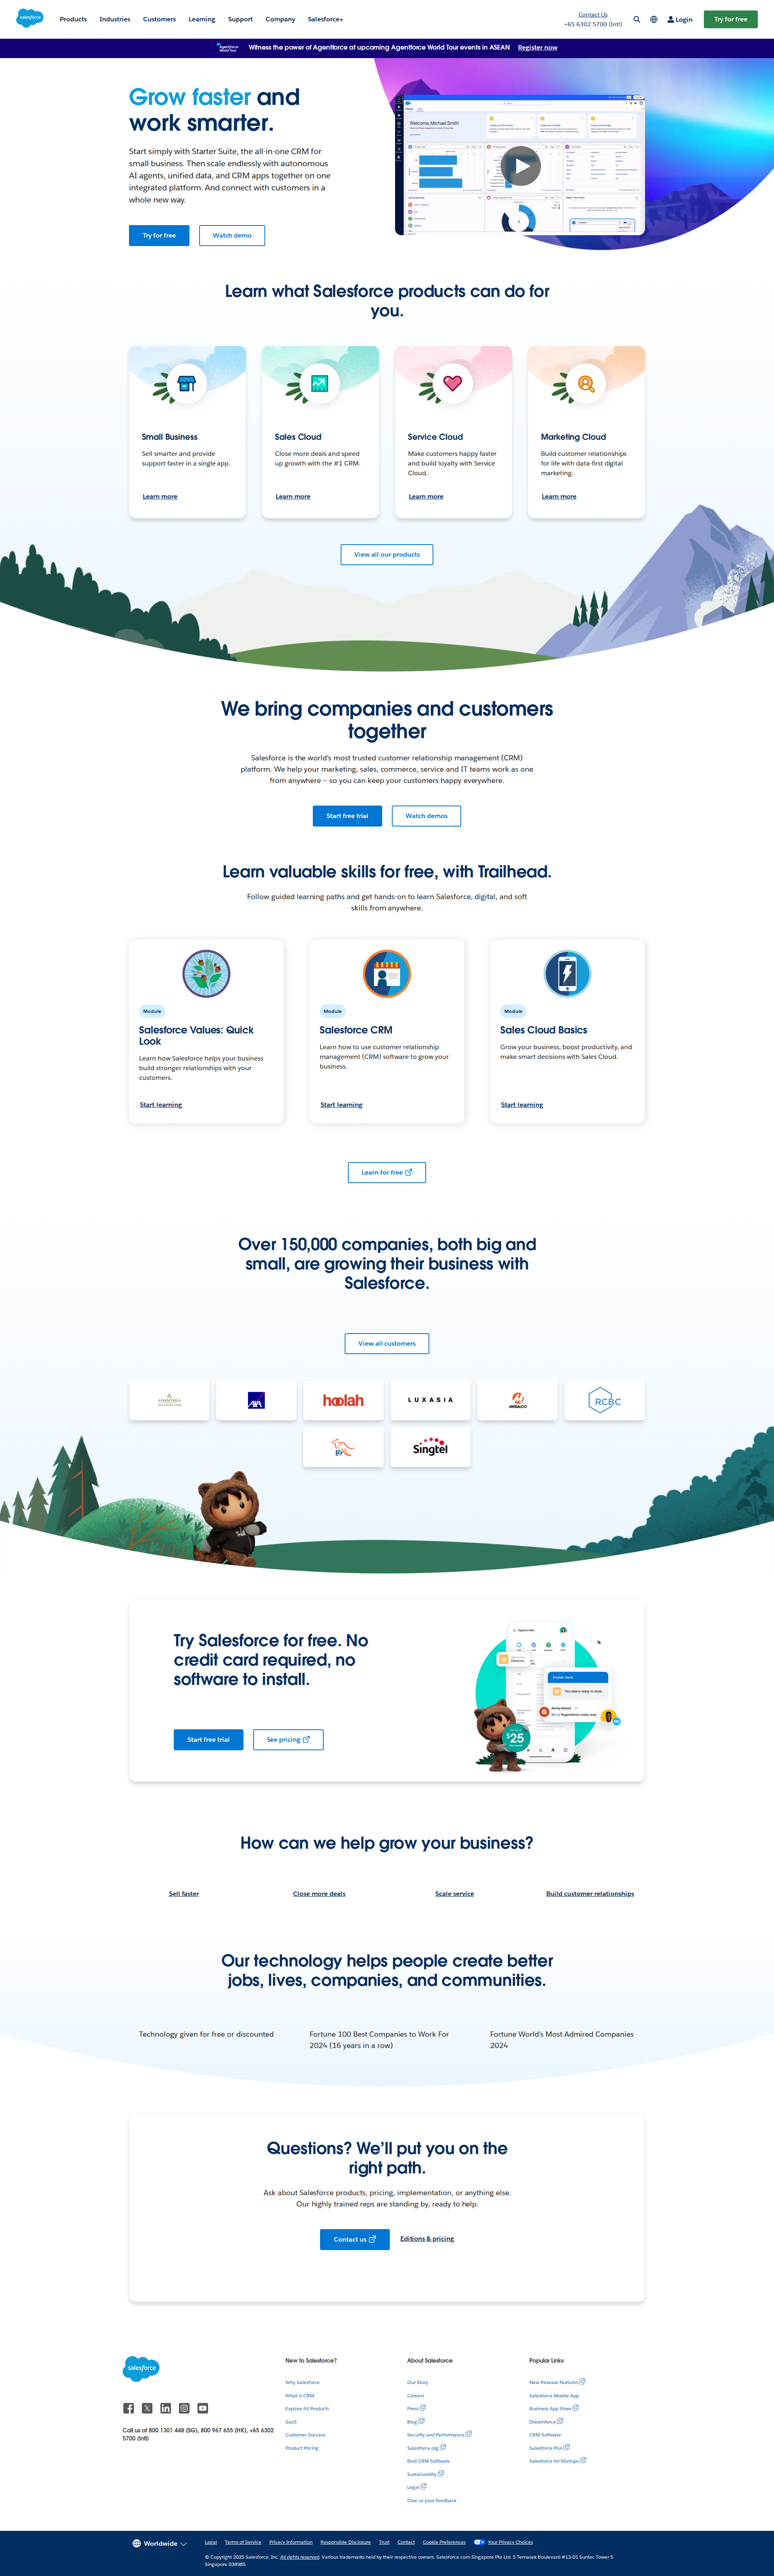 salesforce
Products Industries Customers Learning Support Company Salesforce+
Contact Us
+65 6302 5700 (Intl)
Login
Try for free
Agentforce
World Tour
Witness the power of Agentforce at upcoming Agentforce World Tour events in ASEAN Register now
Grow faster and
work smarter.
Start simply with Starter Suite, the all-in-one CRM for
small business. Then scale endlessly with autonomous
AI agents, unified data, and CRM apps together on one
integrated platform. And connect with customers in a
whole new way.
Try for free
Watch demo
Welcome, Michael Smith
Learn what Salesforce products can do for
you.
Small Business
Sell smarter and provide
support faster in a single app.
Learn more
Sales Cloud
Close more deals and speed
up growth with the #1 CRM.
Learn more
Service Cloud
Make customers happy faster
and build loyalty with Service
Cloud.
Learn more
Marketing Cloud
Build customer relationships
for life with data-first digital
marketing.
Learn more
View all our products
We bring companies and customers
together
Salesforce is the world's most trusted customer relationship management (CRM)
platform. We help your marketing, sales, commerce, service and IT teams work as one
from anywhere — so you can keep your customers happy everywhere.
Start free trial
Watch demos
Learn valuable skills for free, with Trailhead.
Follow guided learning paths and get hands-on to learn Salesforce, digital, and soft
skills from anywhere.
Module
Salesforce Values: Quick
Look
Learn how Salesforce helps your business
build stronger relationships with your
customers.
Start learning
Module
Salesforce CRM
Learn how to use customer relationship
management (CRM) software to grow your
business.
Start learning
Module
Sales Cloud Basics
Grow your business, boost productivity, and
make smart decisions with Sales Cloud.
Start learning
Learn for free
Over 150,000 companies, both big and
small, are growing their business with
Salesforce.
View all customers
ANANTARA
AXA
hoolah
LUXASIA
MERALCO
RCBC
Singtel
Try Salesforce for free. No
credit card required, no
software to install.
Start free trial
See pricing
Opportunities
This deal is ready to close
$25
How can we help grow your business?
Sell faster
Close more deals
Scale service
Build customer relationships
Our technology helps people create better
jobs, lives, companies, and communities.
Technology given for free or discounted
Fortune 100 Best Companies to Work For
2024 (16 years in a row)
Fortune World's Most Admired Companies
2024
Questions? We'll put you on the
right path.
Ask about Salesforce products, pricing, implementation, or anything else.
Our highly trained reps are standing by, ready to help.
Contact us
Editions & pricing
salesforce
Call us at 800 1301 448 (SG), 800 967 655 (HK), +65 6302
5700 (Intl)
New to Salesforce?
Why Salesforce
What is CRM
Explore All Products
SaaS
Customer Success
Product Pricing
About Salesforce
Our Story
Careers
Press
Blog
Security and Performance
Salesforce.org
Best CRM Software
Sustainability
Legal
Give us your Feedback
Popular Links
New Release Features
Salesforce Mobile App
Business App Store
Dreamforce
CRM Software
Salesforce Plus
Salesforce for Startups
Worldwide
Legal Terms of Service Privacy Information Responsible Disclosure Trust Contact Cookie Preferences Your Privacy Choices
© Copyright 2025 Salesforce, Inc. All rights reserved. Various trademarks held by their respective owners. Salesforce.com Singapore Pte Ltd. 5 Temasek Boulevard #13-01 Suntec Tower 5
Singapore 038985